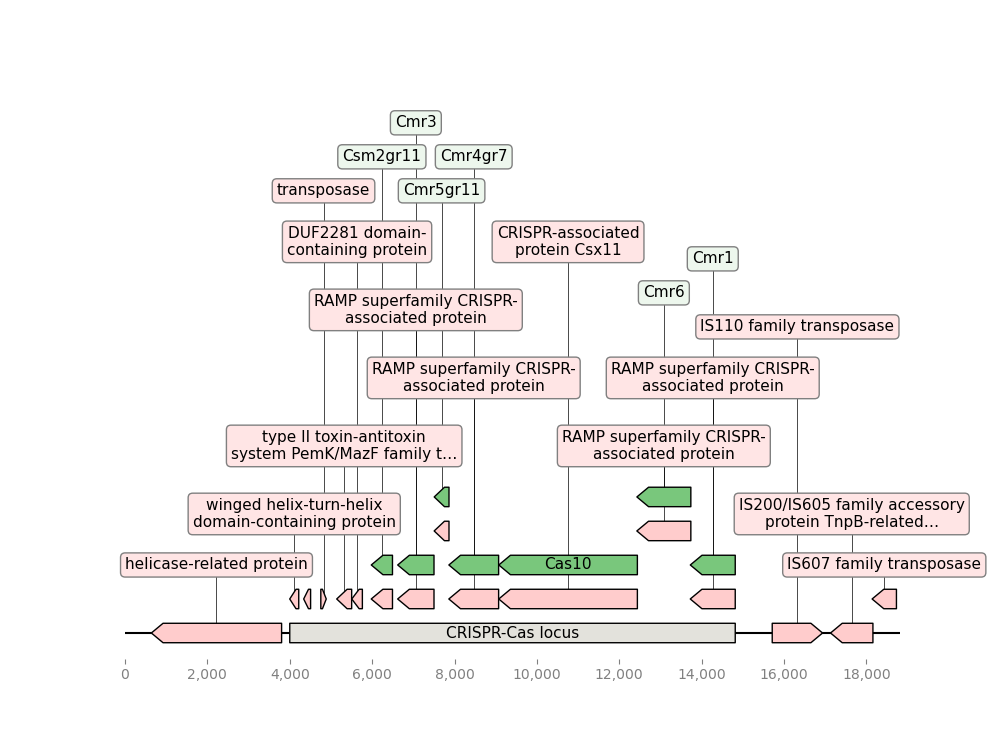 Cmr3
Csm2gr11
Cmr4gr7
transposase
Cmr5gr11
DUF2281 domain-
containing protein
CRISPR-associated
protein Csx11
Cmr1
Cmr6
RAMP superfamily CRISPR-
associated protein
IS110 family transposase
RAMP superfamily CRISPR-
associated protein
RAMP superfamily CRISPR-
associated protein
type II toxin-antitoxin
system PemK/MazF family t…
RAMP superfamily CRISPR-
associated protein
winged helix-turn-helix
domain-containing protein
IS200/IS605 family accessory
protein TnpB-related…
helicase-related protein
Cas10
IS607 family transposase
CRISPR-Cas locus
0 2,000 4,000 6,000 8,000 10,000 12,000 14,000 16,000 18,000